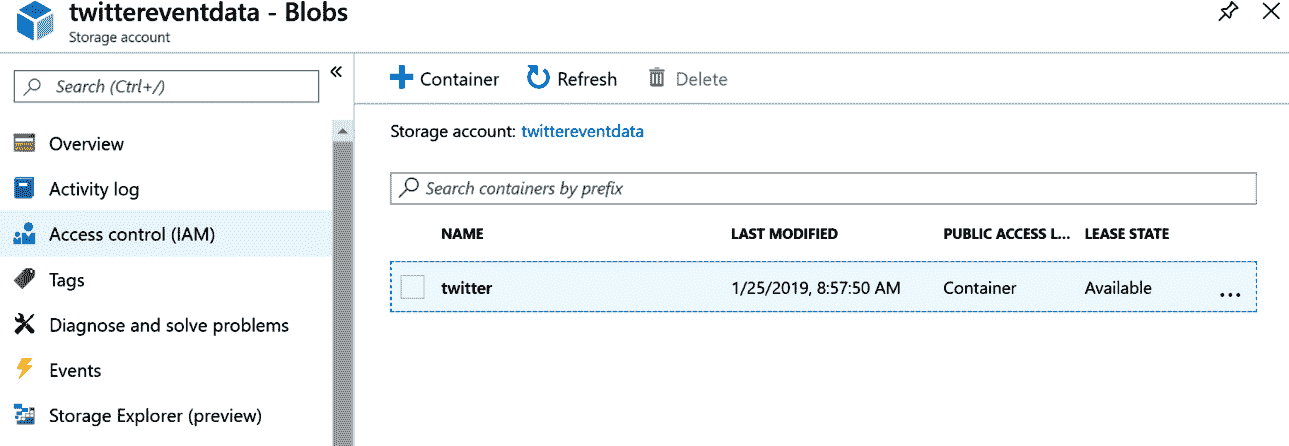 twittereventdata - Blobs
Storage account
Search (Ctrl+/)
«
Overview
Activity log
Access control (IAM)
Tags
Diagnose and solve problems
Events
Storage Explorer (preview)
Container
Refresh
Delete
Storage account: twittereventdata
Search containers by prefix
NAME LAST MODIFIED PUBLIC ACCESS L... LEASE STATE
twitter 1/25/2019, 8:57:50 AM Container Available ...